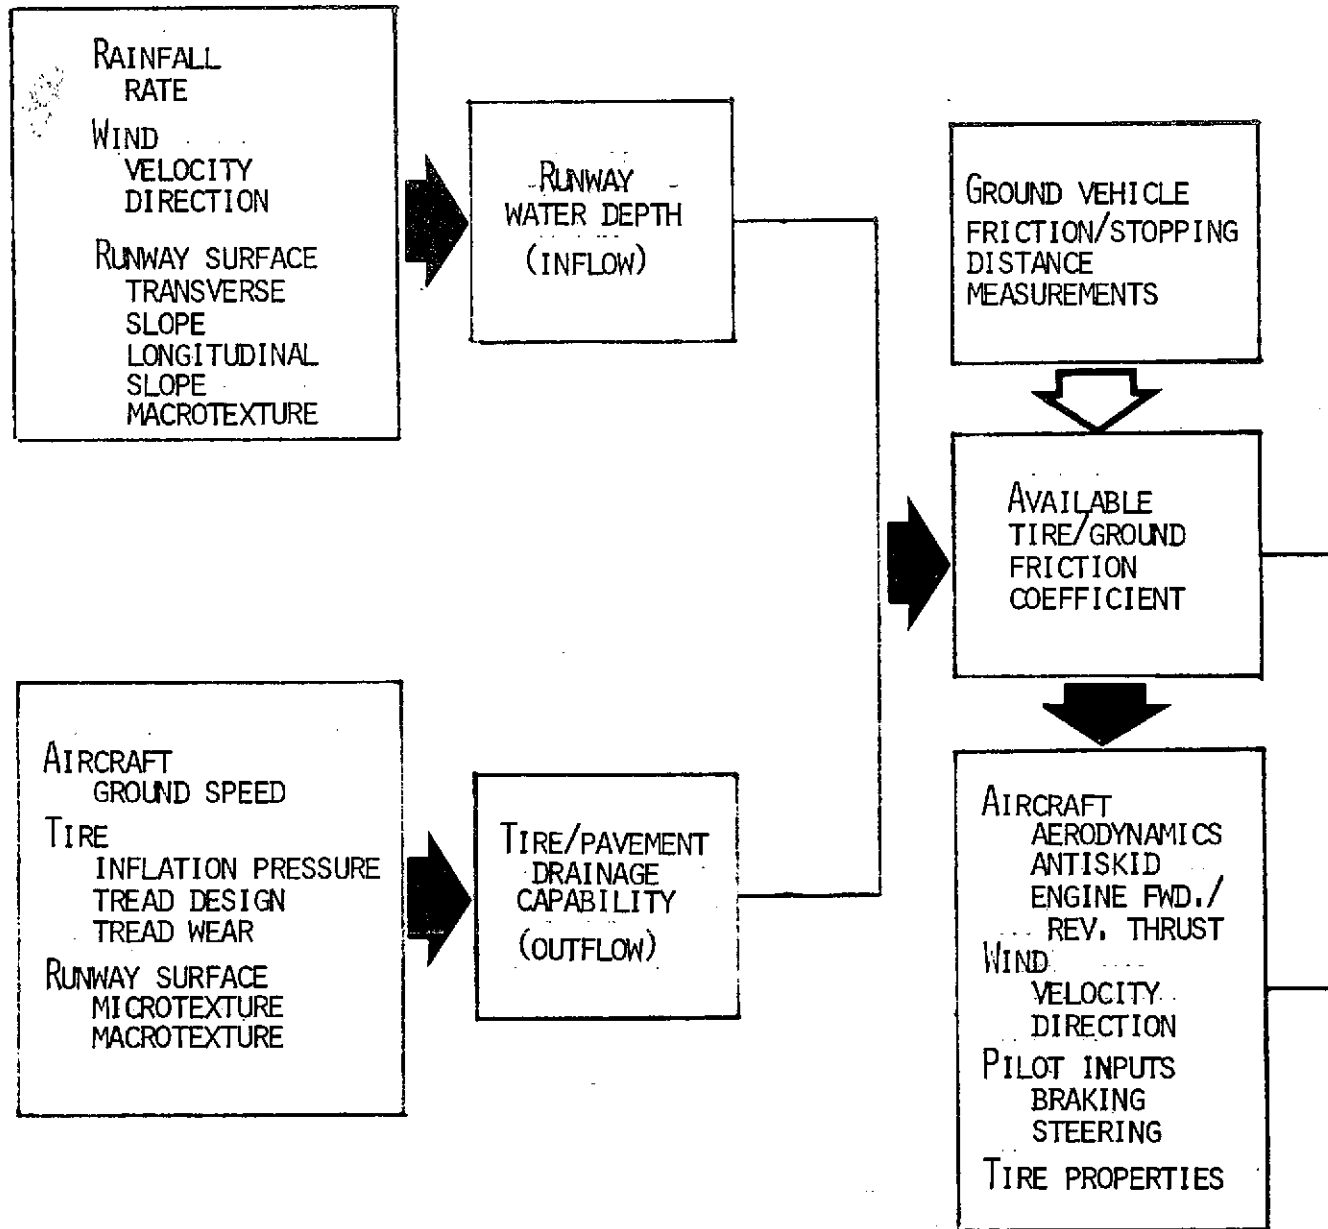 RAINFALL
RATE
WIND
VELOCITY
DIRECTION
RUNWAY SURFACE
TRANSVERSE
SLOPE
LONGITUDINAL
SLOPE
MACROTEXTURE
RUNWAY
WATER DEPTH
(INFLOW)
GROUND VEHICLE
FRICTION/STOPPING
DISTANCE
MEASUREMENTS
AVAILABLE
TIRE/GROUND
FRICTION
COEFFICIENT
AIRCRAFT
GROUND SPEED
TIRE
INFLATION PRESSURE
TREAD DESIGN
TREAD WEAR
RUNWAY SURFACE
MICROTEXTURE
MACROTEXTURE
TIRE/PAVEMENT
DRAINAGE
CAPABILITY
(OUTFLOW)
AIRCRAFT
AERODYNAMICS
ANTISKID
ENGINE FWD./
REV. THRUST
WIND
VELOCITY
DIRECTION
PILOT INPUTS
BRAKING
STEERING
TIRE PROPERTIES